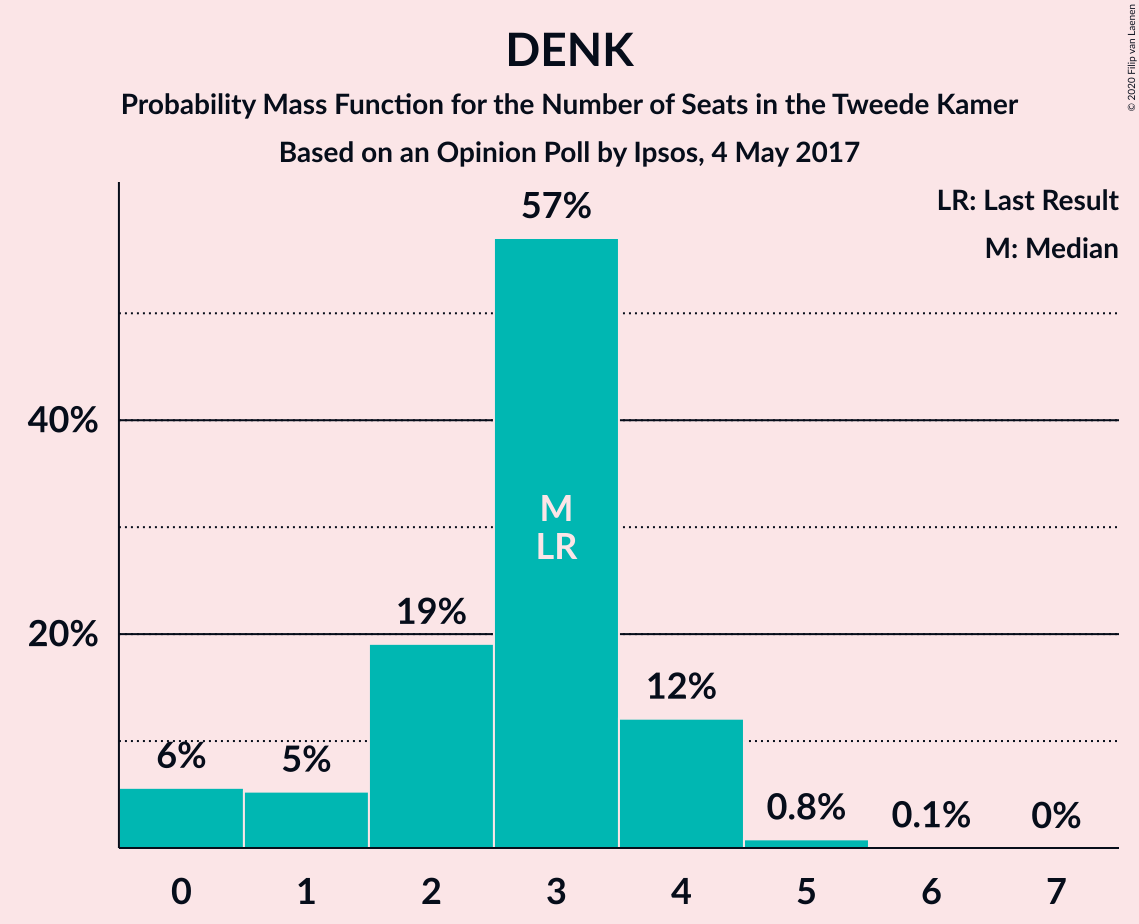 DENK
Probability Mass Function for the Number of Seats in the Tweede Kamer
Based on an Opinion Poll by Ipsos, 4 May 2017
© 2020 Filip van Laenen
LR: Last Result
M: Median
57%
40%
M
LR
19%
20%
12%
6%
5%
0.8%
0.1%
0%
0 1 2 3 4 5 6 7